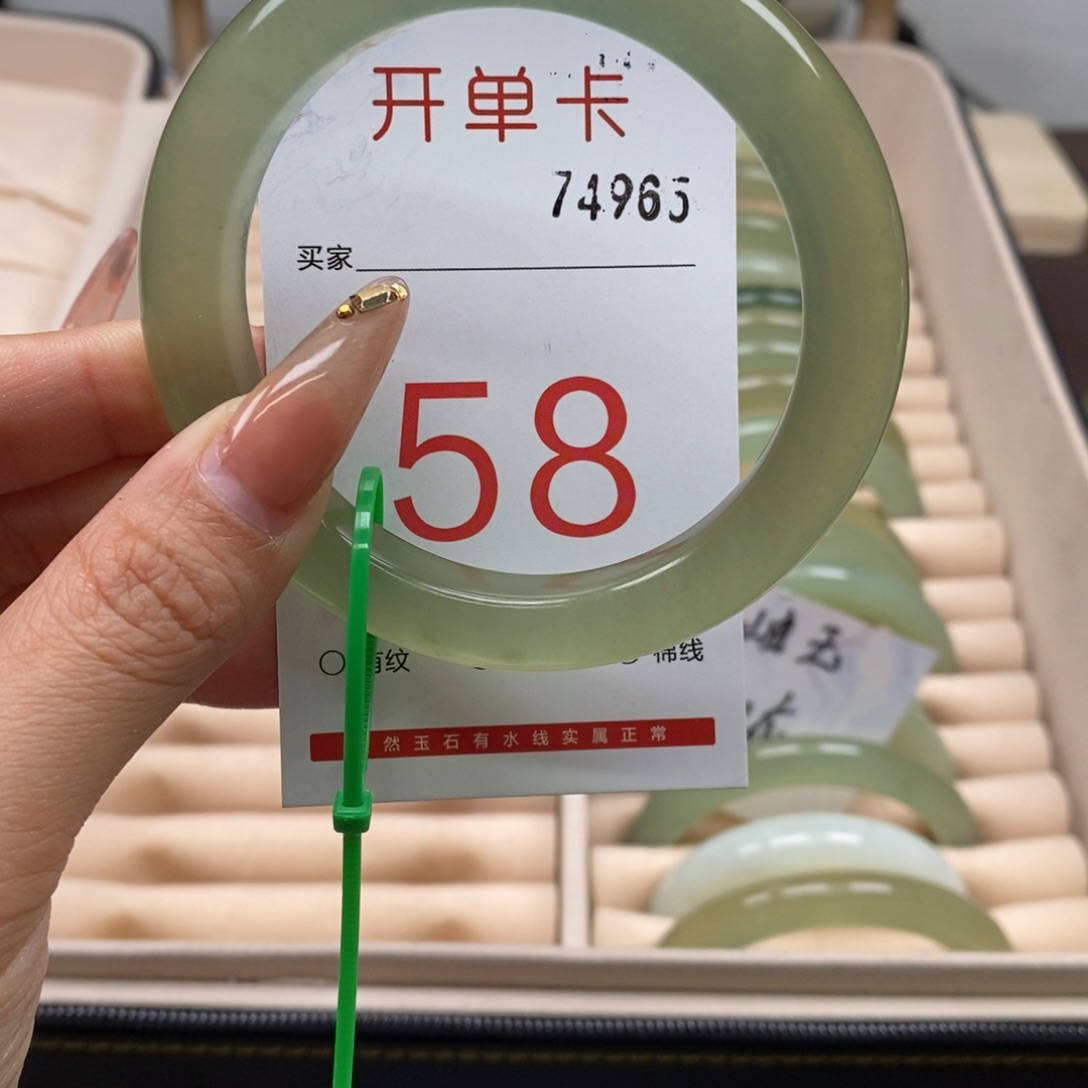 开单卡
74965
买家
58
有纹 棉线
然玉石有水线实属正常